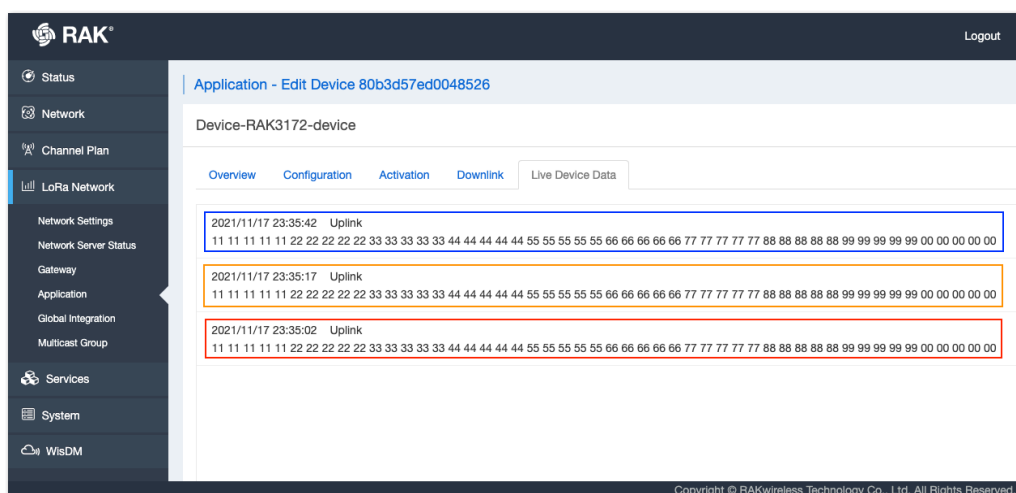 RAK®
Logout
Status
Network
Channel Plan
LoRa Network
Network Settings
Network Server Status
Gateway
Application
Global Integration
Multicast Group
Services
System
WisDM
Application - Edit Device 80b3d57ed0048526
Device-RAK3172-device
Overview Configuration Activation Downlink Live Device Data
2021/11/17 23:35:42 Uplink
11 11 11 11 11 22 22 22 22 22 33 33 33 33 33 44 44 44 44 44 55 55 55 55 55 66 66 66 66 66 77 77 77 77 77 88 88 88 88 88 99 99 99 99 99 00 00 00 00 00
2021/11/17 23:35:17 Uplink
11 11 11 11 11 22 22 22 22 22 33 33 33 33 33 44 44 44 44 44 55 55 55 55 55 66 66 66 66 66 77 77 77 77 77 88 88 88 88 88 99 99 99 99 99 00 00 00 00 00
2021/11/17 23:35:02 Uplink
11 11 11 11 11 22 22 22 22 22 33 33 33 33 33 44 44 44 44 44 55 55 55 55 55 66 66 66 66 66 77 77 77 77 77 88 88 88 88 88 99 99 99 99 99 00 00 00 00 00
Copyright © RAKwireless Technology Co., Ltd. All Rights Reserved